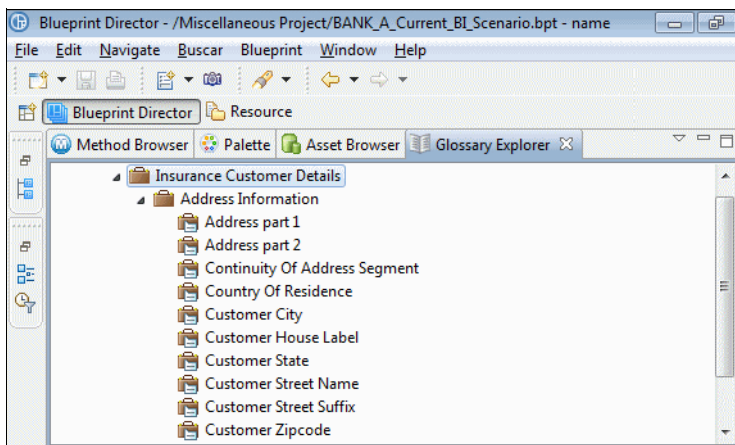 Blueprint Director - /Miscellaneous Project/BANK_A_Current_BI_Scenario.bpt - name
File Edit Navigate Buscar Blueprint Window Help
Blueprint Director Resource
Method Browser Palette Asset Browser Glossary Explorer
Insurance Customer Details
Address Information
Address part 1
Address part 2
Continuity Of Address Segment
Country Of Residence
Customer City
Customer House Label
Customer State
Customer Street Name
Customer Street Suffix
Customer Zipcode